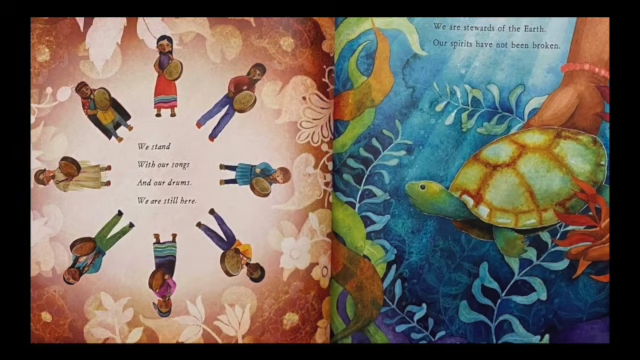 We stand
With our songs
And our drums.
We are still here.
We are stewards of the Earth.
Our spirits have not been broken.